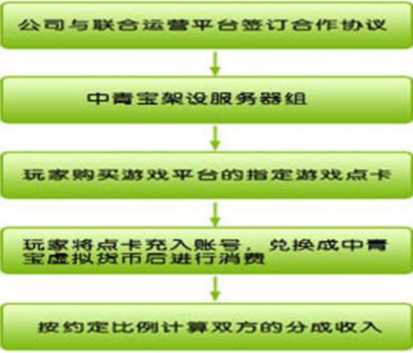 公司与联合运营平台签订合作协议
中青宝架设服务器组
玩家购买游戏平台的指定游戏点卡
玩家将点卡充入账号，兑换成中青
宝虚拟货币后进行消费
按约定比例计算双方的分成收入